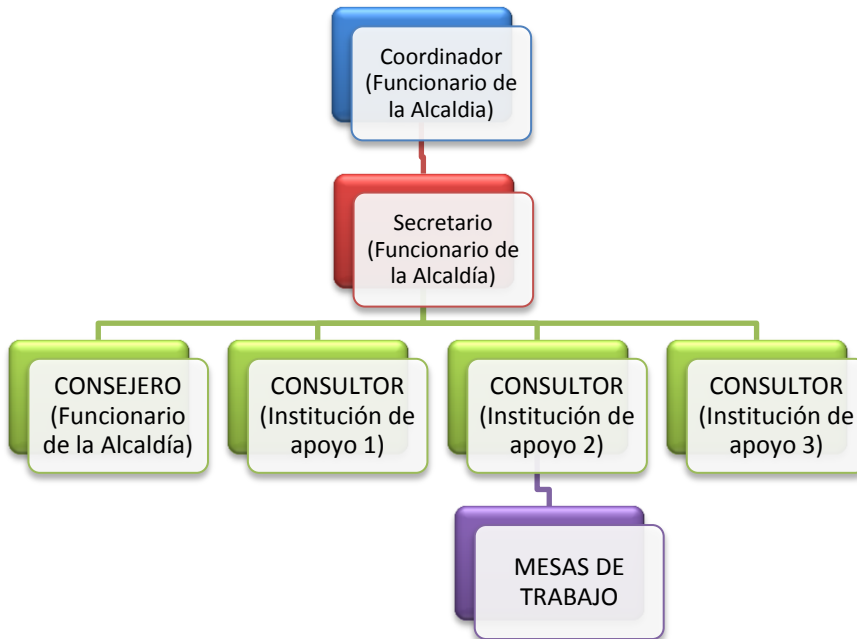 Coordinador
(Funcionario de
la Alcaldia)
Secretario
(Funcionario de
la Alcaldía)
CONSEJERO
(Funcionario
de la Alcaldía)
CONSULTOR
(Institución de
apoyo 1)
CONSULTOR
(Institución de
apoyo 2)
CONSULTOR
(Institución de
apoyo 3)
MESAS DE
TRABAJO